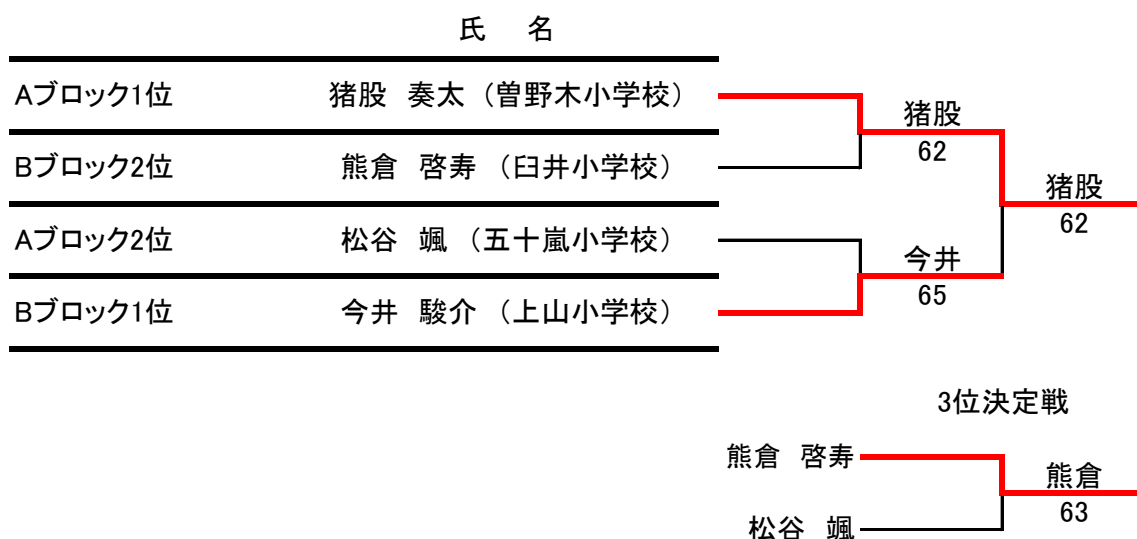 氏 名
Aブロック1位 猪股 奏太 (曽野木小学校)
猪股
62
Bブロック2位 熊倉 啓寿 (臼井小学校)
猪股
62
Aブロック2位 松谷 颯 (五十嵐小学校)
今井
65
Bブロック1位 今井 駿介 (上山小学校)
3位決定戦
熊倉 啓寿
熊倉
63
松谷 颯